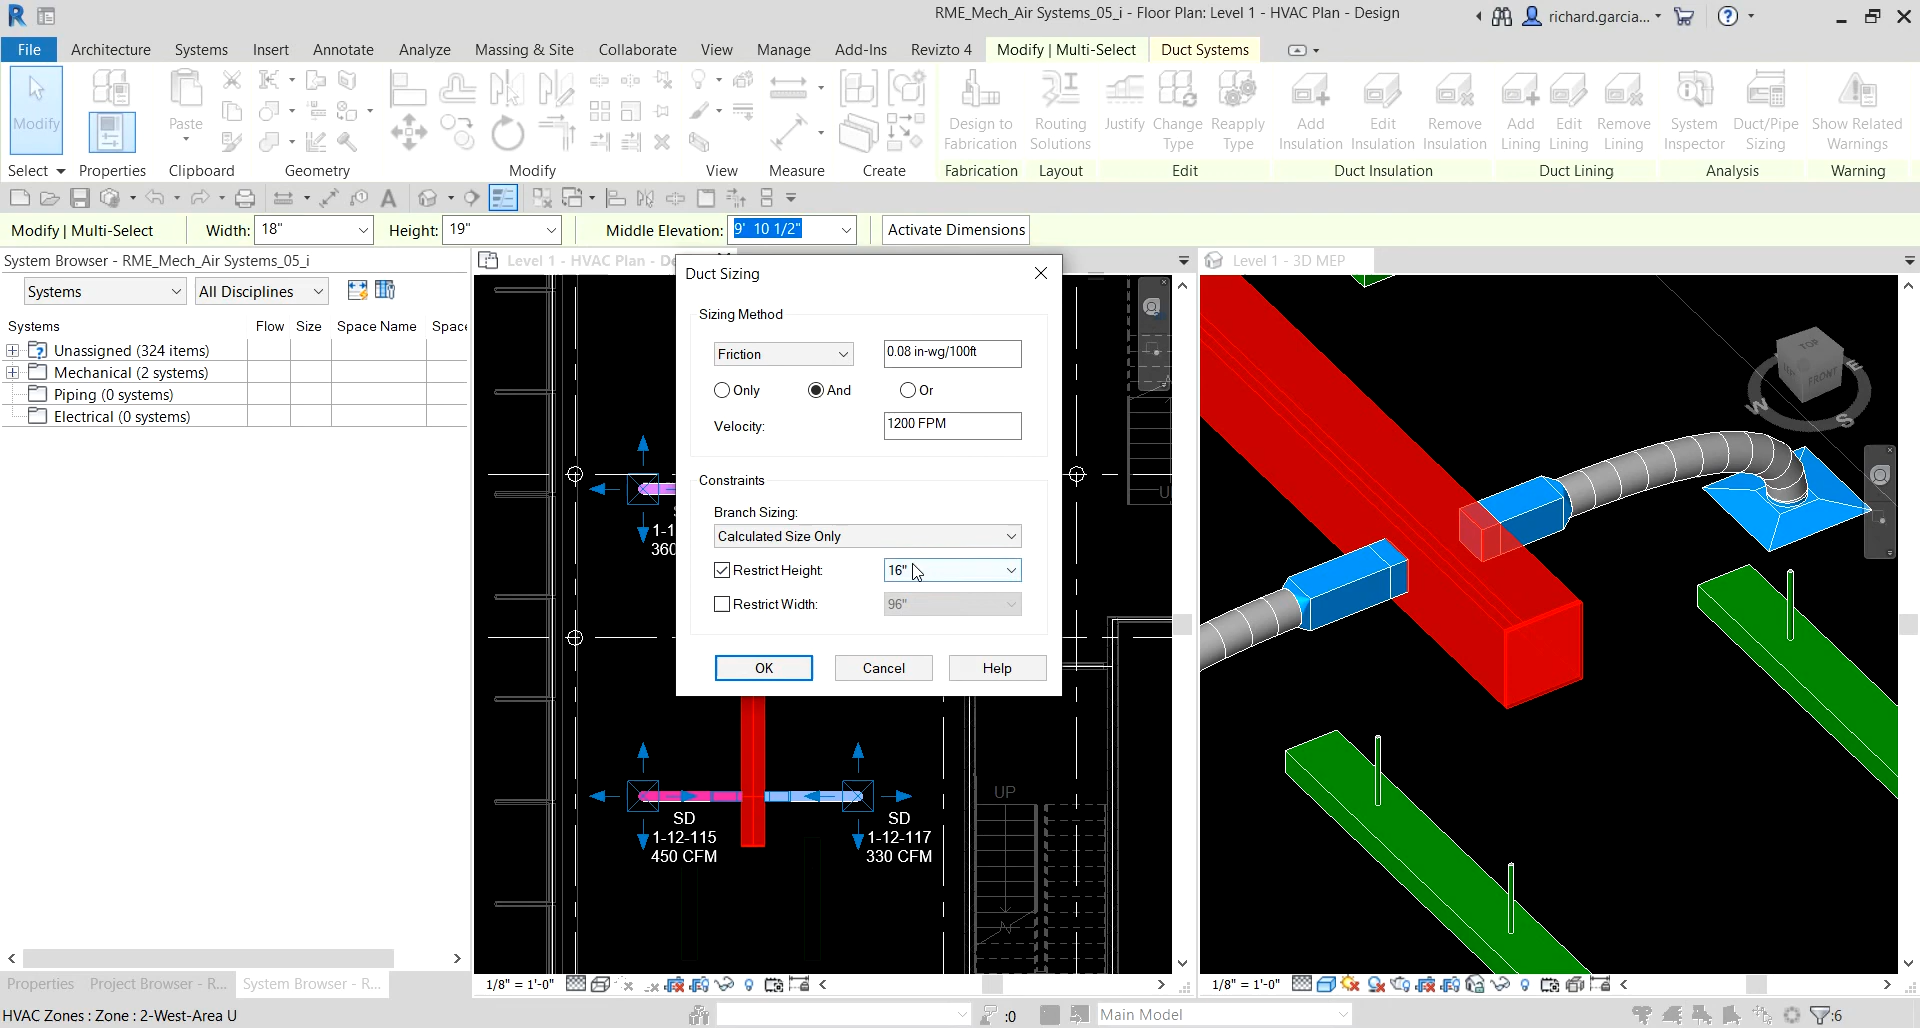 RME_Mech_Air Systems_05_i - Floor Plan: Level 1 - HVAC Plan - Design
richard.garcia...
File Architecture Systems Insert Annotate Analyze Massing & Site Collaborate View Manage Add-Ins Revizto 4 Modify | Multi-Select Duct Systems
Modify Paste Design to Fabrication Routing Solutions Justify Change Type Reapply Type Add Insulation Edit Insulation Remove Insulation Add Lining Edit Lining Remove Lining System Inspector Duct/Pipe Sizing Show Related Warnings
Select Properties Clipboard Geometry Modify View Measure Create Fabrication Layout Edit Duct Insulation Duct Lining Analysis Warning
Modify | Multi-Select Width: 18" Height: 19" Middle Elevation: 9' 10 1/2" Activate Dimensions
System Browser - RME_Mech_Air Systems_05_i
Systems All Disciplines
Systems Flow Size Space Name Space
Unassigned (324 items)
Mechanical (2 systems)
Piping (0 systems)
Electrical (0 systems)
Level 1 - HVAC Plan - De
Duct Sizing
Sizing Method
Friction 0.08 in-wg/100ft
Only And Or
Velocity: 1200 FPM
Constraints
Branch Sizing:
Calculated Size Only
Restrict Height: 16"
Restrict Width: 96"
OK Cancel Help
1-1
360
U
UP
SD
1-12-115
450 CFM
SD
1-12-117
330 CFM
Level 1 - 3D MEP
TOP
FRONT
W
S
E
Properties Project Browser - R... System Browser - R...
1/8" = 1'-0"
1/8" = 1'-0"
HVAC Zones : Zone : 2-West-Area U
:0
Main Model
:6